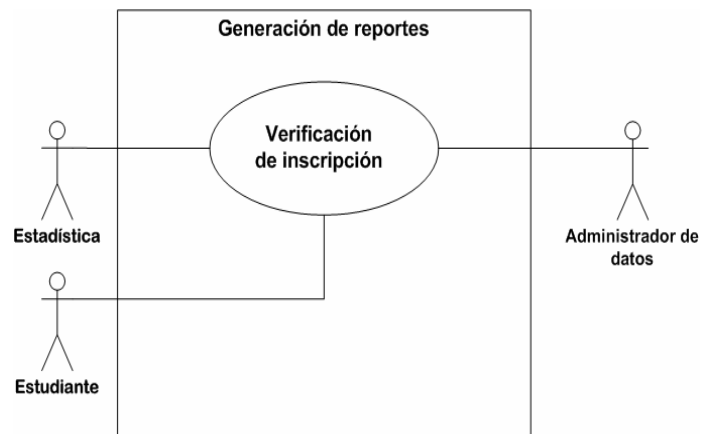 Generación de reportes
Verificación
de inscripción
Estadística
Administrador de
datos
Estudiante